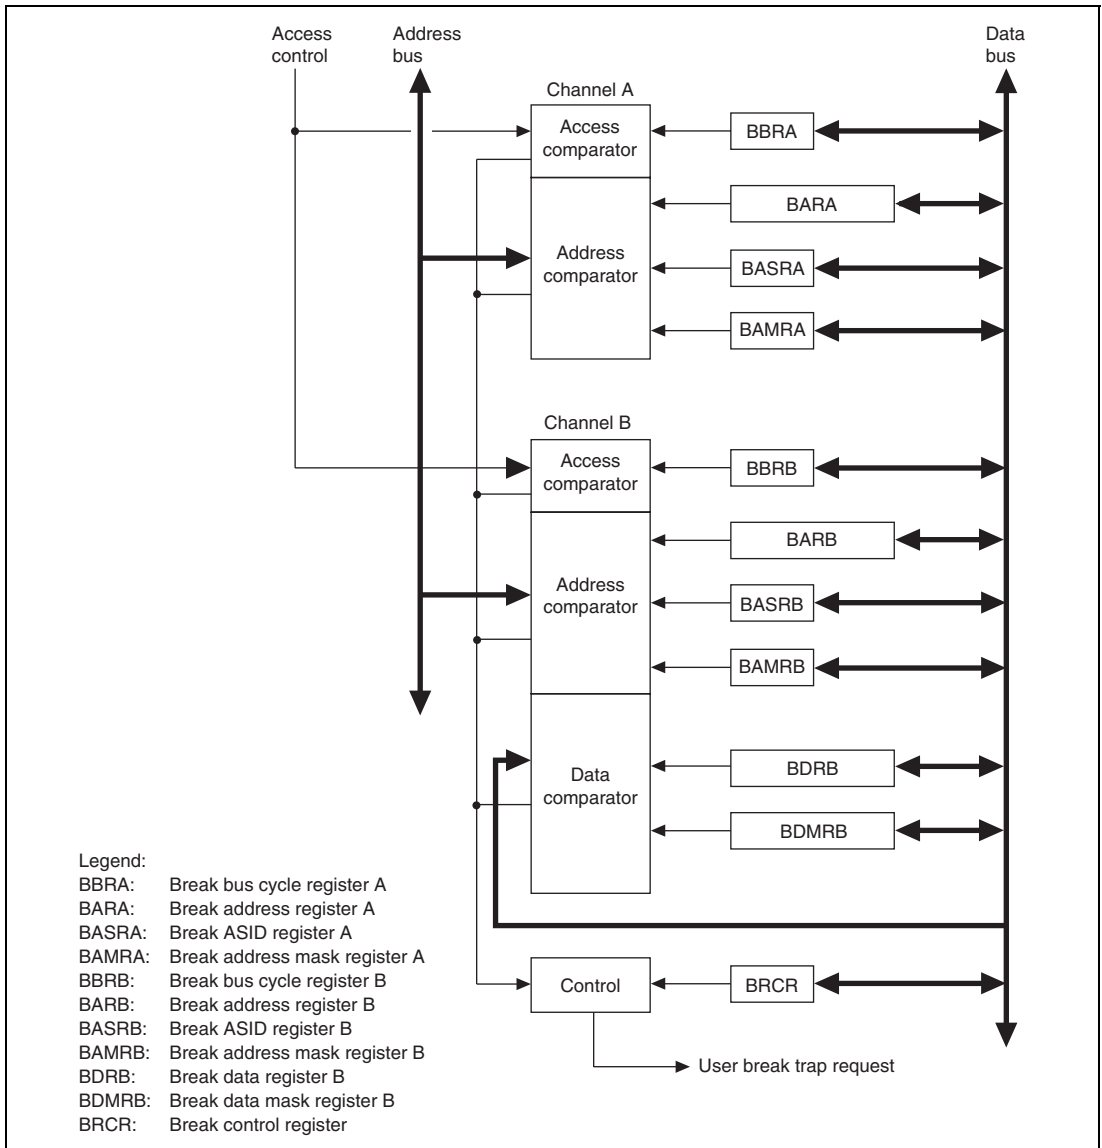 Access
control
Address
bus
Data
bus
Channel A
Access
comparator
BBRA
BARA
Address
comparator
BASRA
BAMRA
Channel B
Access
comparator
BBRB
BARB
Address
comparator
BASRB
BAMRB
Data
comparator
BDRB
BDMRB
Control
BRCR
User break trap request
Legend:
BBRA: Break bus cycle register A
BARA: Break address register A
BASRA: Break ASID register A
BAMRA: Break address mask register A
BBRB: Break bus cycle register B
BARB: Break address register B
BASRB: Break ASID register B
BAMRB: Break address mask register B
BDRB: Break data register B
BDMRB: Break data mask register B
BRCR: Break control register